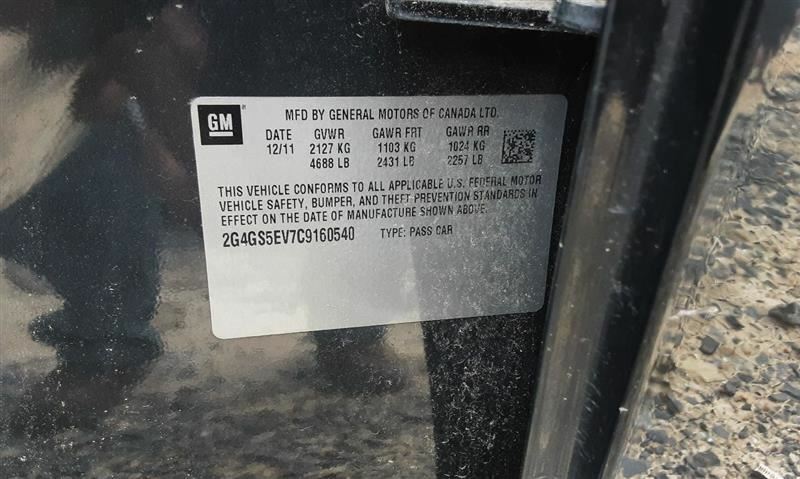 GM
MFD BY GENERAL MOTORS OF CANADA LTD.
DATE GVWR GAWR FRT GAWR RR
12/11 2127 KG 1103 KG 1024 KG
4688 LB 2431 LB 2257 LB
THIS VEHICLE CONFORMS TO ALL APPLICABLE U.S. FEDERAL MOTOR
VEHICLE SAFETY, BUMPER, AND THEFT PREVENTION STANDARDS IN
EFFECT ON THE DATE OF MANUFACTURE SHOWN ABOVE.
2G4GS5EV7C9160540 TYPE: PASS CAR